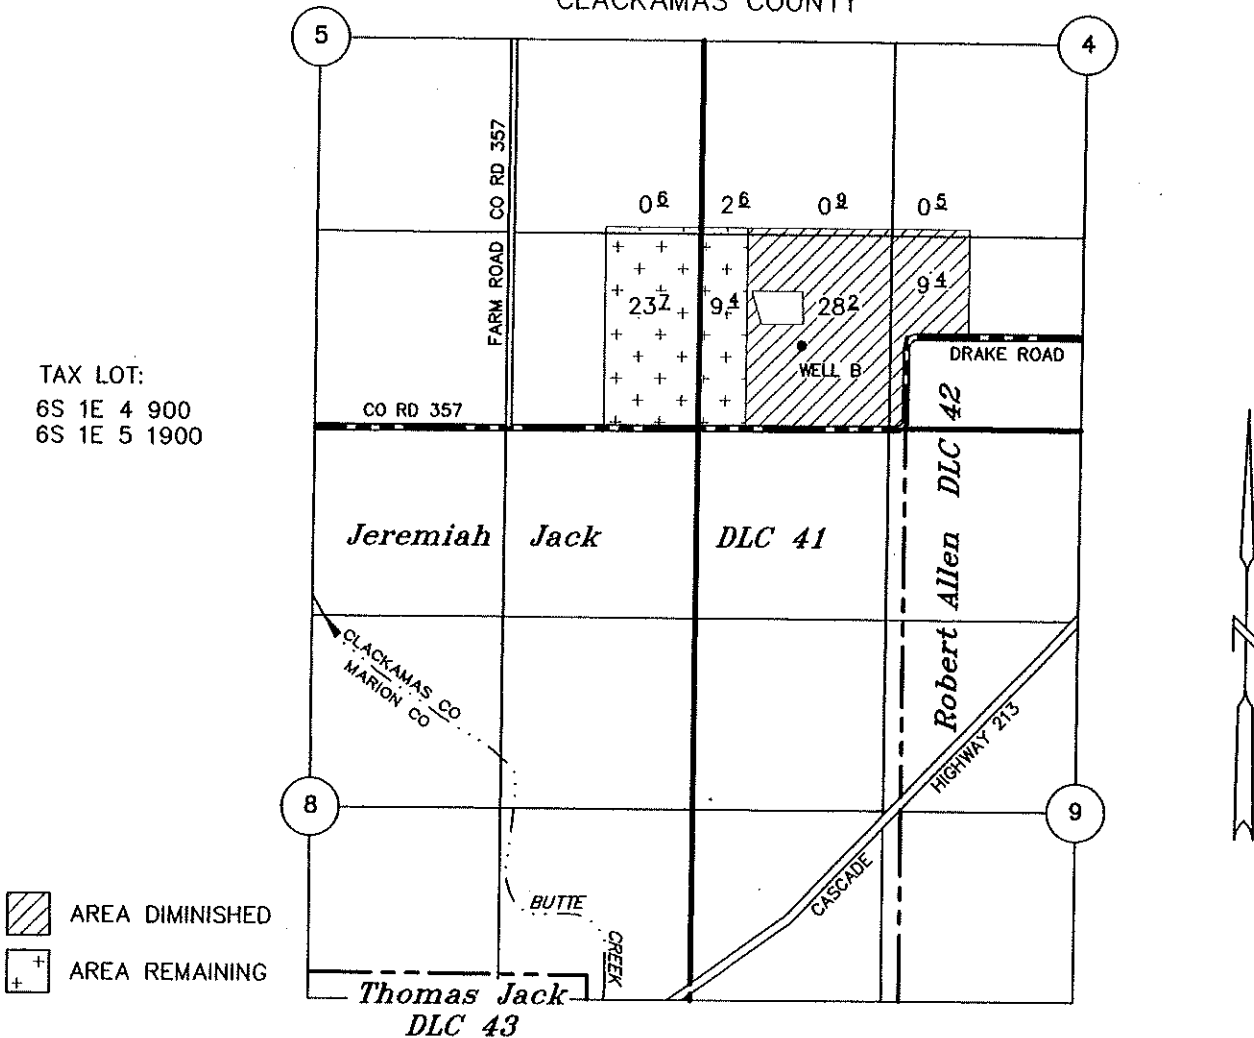 CLACKAMAS COUNTY
5
4
FARM ROAD CO RD 357
0 6
2 6
0 9
0 5
23 7
9 4
28 2
9 4
WELL B
DRAKE ROAD
TAX LOT:
6S 1E 4 900
6S 1E 5 1900
CO RD 357
Jeremiah Jack DLC 41
Robert Allen DLC 42
CLACKAMAS CO
MARION CO
HIGHWAY 213
CASCADE
8
9
BUTTE
CREEK
AREA DIMINISHED
AREA REMAINING
Thomas Jack
DLC 43
N